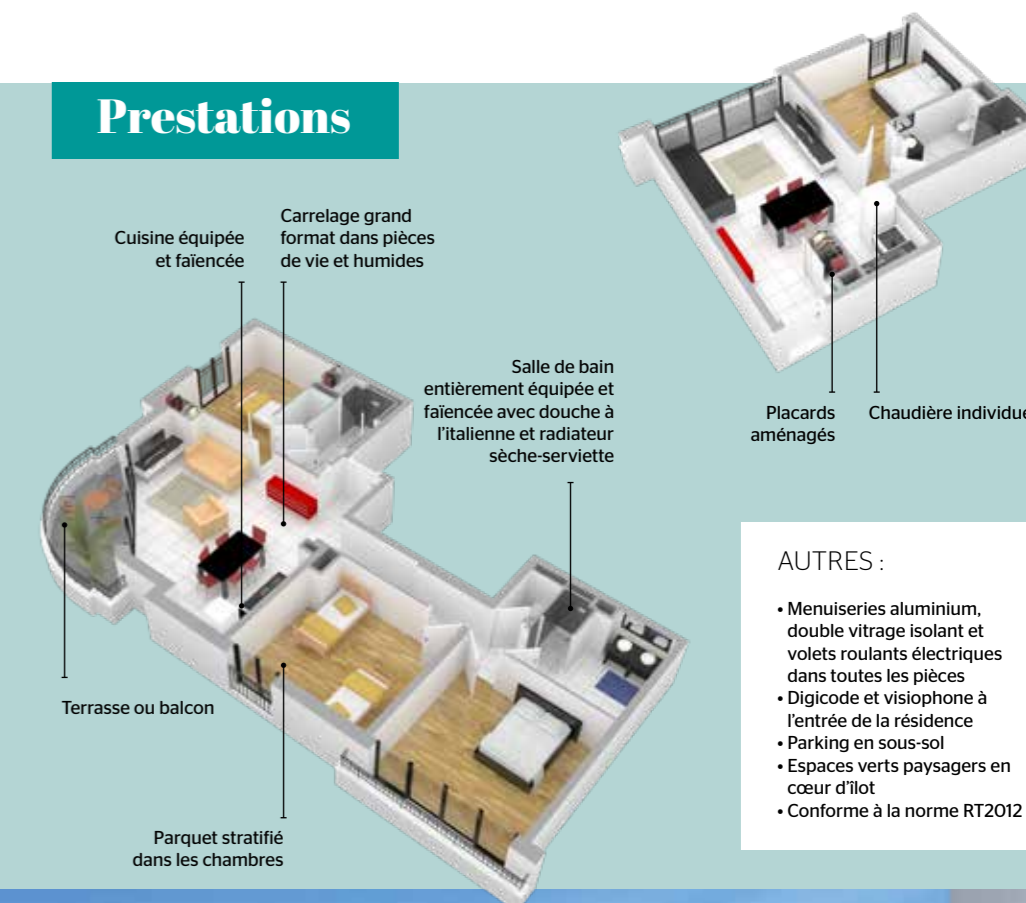 Prestations
Cuisine équipée
et faïencée
Carrelage grand
format dans pièces
de vie et humides
Salle de bain
entièrement équipée et
faïencée avec douche à
l'italienne et radiateur
sèche-serviette
Placards
aménagés
Chaudière
Terrasse ou balcon
Parquet stratifié
dans les chambres
AUTRES :
• Menuiseries aluminium,
double vitrage isolant et
volets roulants électriques
dans toutes les pièces
• Digicode et visiophone à
l'entrée de la résidence
• Parking en sous-sol
• Espaces verts paysagers en
cœur d'îlot
• Conforme à la norme RT2012